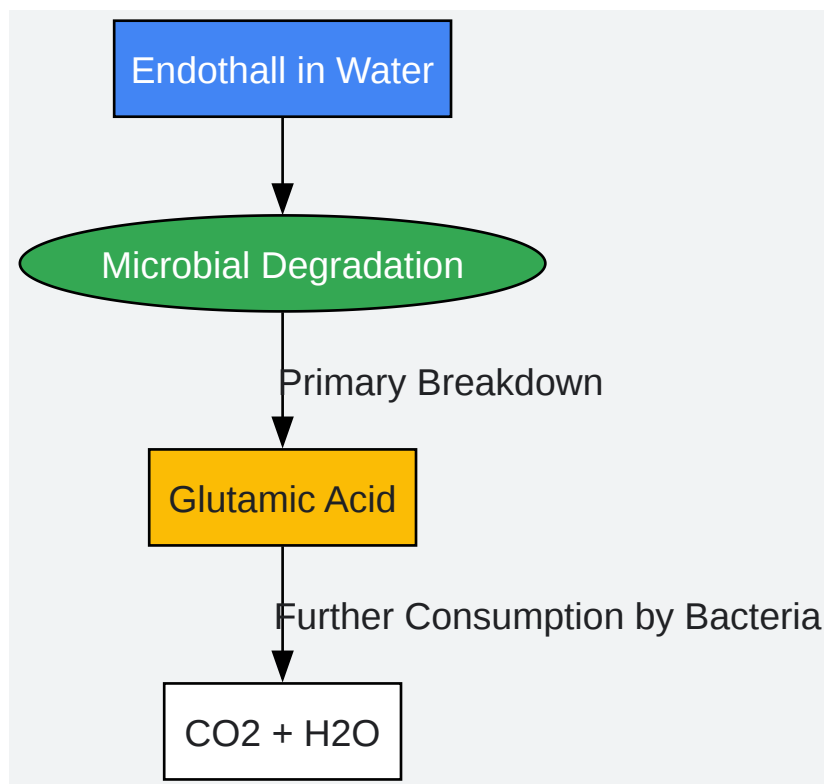 Endothall in Water
Microbial Degradation
Primary Breakdown
Glutamic Acid
Further Consumption by Bacteria
CO2 + H2O